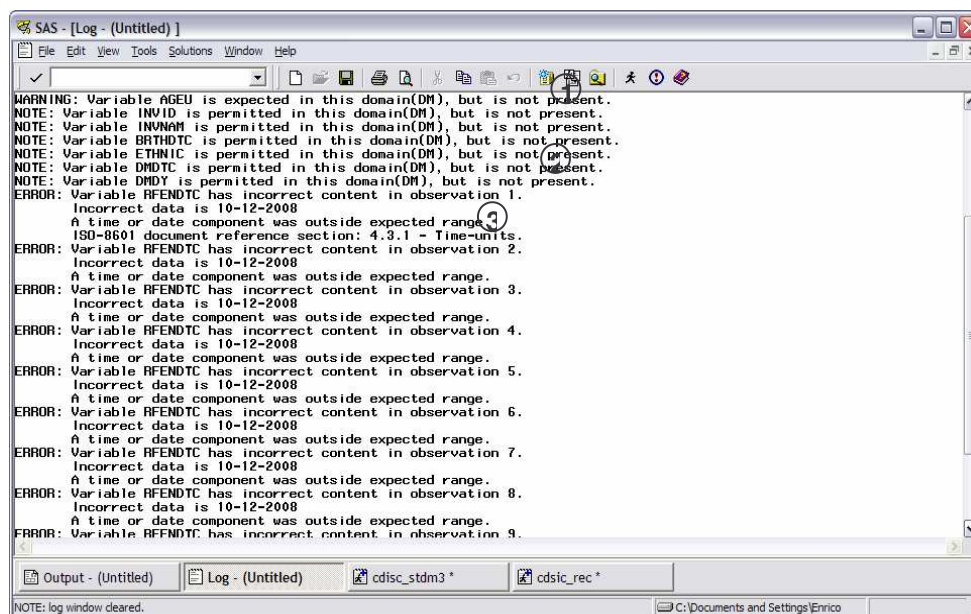 SAS - [Log - (Untitled) ]
File Edit View Tools Solutions Window Help
WARNING: Variable AGEU is expected in this domain(DM), but is not present.
NOTE: Variable INVID is permitted in this domain(DM), but is not present.
NOTE: Variable INVNAM is permitted in this domain(DM), but is not present.
NOTE: Variable BRTHDTC is permitted in this domain(DM), but is not present.
NOTE: Variable ETHNIC is permitted in this domain(DM), but is not present.
NOTE: Variable DMDTC is permitted in this domain(DM), but is not present.
NOTE: Variable DMDY is permitted in this domain(DM), but is not present.
ERROR: Variable RFENDTC has incorrect content in observation 1.
Incorrect data is 10-12-2008
A time or date component was outside expected range.
ISO-8601 document reference section: 4.3.1 - Time-units.
ERROR: Variable RFENDTC has incorrect content in observation 2.
Incorrect data is 10-12-2008
A time or date component was outside expected range.
ERROR: Variable RFENDTC has incorrect content in observation 3.
Incorrect data is 10-12-2008
A time or date component was outside expected range.
ERROR: Variable RFENDTC has incorrect content in observation 4.
Incorrect data is 10-12-2008
A time or date component was outside expected range.
ERROR: Variable RFENDTC has incorrect content in observation 5.
Incorrect data is 10-12-2008
A time or date component was outside expected range.
ERROR: Variable RFENDTC has incorrect content in observation 6.
Incorrect data is 10-12-2008
A time or date component was outside expected range.
ERROR: Variable RFENDTC has incorrect content in observation 7.
Incorrect data is 10-12-2008
A time or date component was outside expected range.
ERROR: Variable RFENDTC has incorrect content in observation 8.
Incorrect data is 10-12-2008
A time or date component was outside expected range.
ERROR: Variable RFENDTC has incorrect content in observation 9.
1
2
3
Output - (Untitled) Log - (Untitled) cdisc_stdm3 * cdsic_rec *
NOTE: log window cleared. C:\Documents and Settings\Enrico